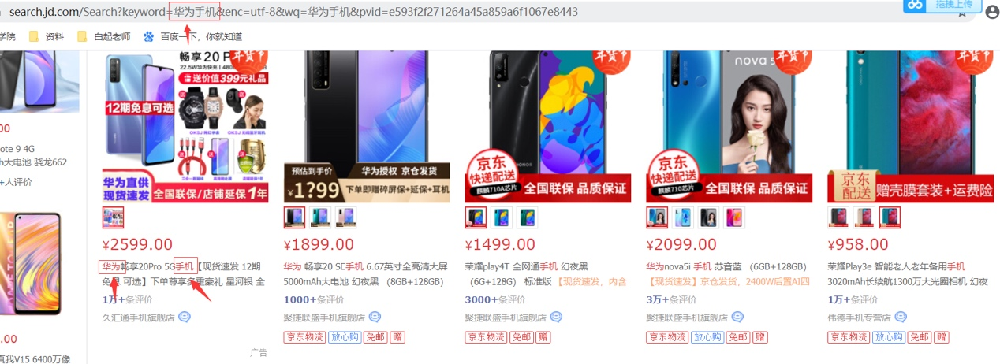 search.jd.com/Search?keyword=华为手机&enc=utf-8&wq=华为手机&pvid=e593f2f271264a45a859a6f1067e8443
拖拽上传
学院
资料
白起老师
百度一下，你就知道
.00
ote 9 4G
h大电池 骁龙662
+人评价
.00
真我V15 6400万像
畅享20 P
22.5W华为快充
送价值399元礼品
年货节
12期免息可选
送
OKSJ 网红手表
OKSJ 无线蓝牙耳机
华为直供
现货速发
全国联保/店铺延保1年
¥2599.00
华为畅享20Pro 5G手机【现货速发 12期
免息 可选】下单尊享多重豪礼 星河银 全
1万+条评价
久汇通手机旗舰店
广告
预估到手价
¥1?99
华为授权 京仓发货
下单即赠碎屏保+延保+耳机
¥1899.00
华为 畅享20 SE手机 6.67英寸全高清大屏
5000mAh大电池 幻夜黑 （8GB+128GB）
1000+条评价
聚捷联盛手机旗舰店
京东物流 放心购 免邮 赠
年货节
HONOR
京东
快递配送
麒麟710A芯片
全国联保 品质保证
¥1499.00
荣耀play4T 全网通手机 幻夜黑
（6G+128G） 标准版 【现货速发，内含
3000+条评价
聚捷联盛手机旗舰店
京东物流 免邮 赠
nova 5
年货节
京东
快递配送
麒麟710芯片
全国联保 品质保证
¥2099.00
华为nova5i 手机 苏音蓝 （6GB+128GB）
【现货速发】京仓发货，2400W后置AI四
3万+条评价
聚捷联盛手机旗舰店
京东物流 放心购 免邮 赠
年货节
京东
配送
赠壳膜套装+运费险
¥958.00
荣耀Play3e 智能老人老年备用手机
3020mAh长续航1300万大光圈相机 幻夜
1万+条评价
伟德手机专营店
京东物流 放心购 免邮 赠